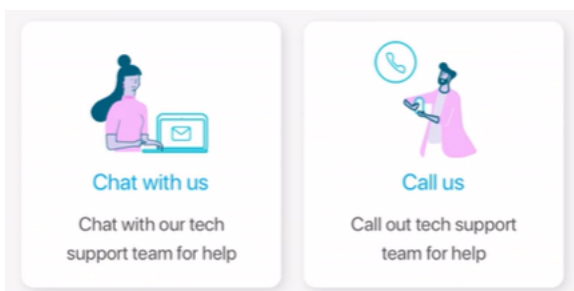 Chat with us
Chat with our tech
support team for help
Call us
Call out tech support
team for help